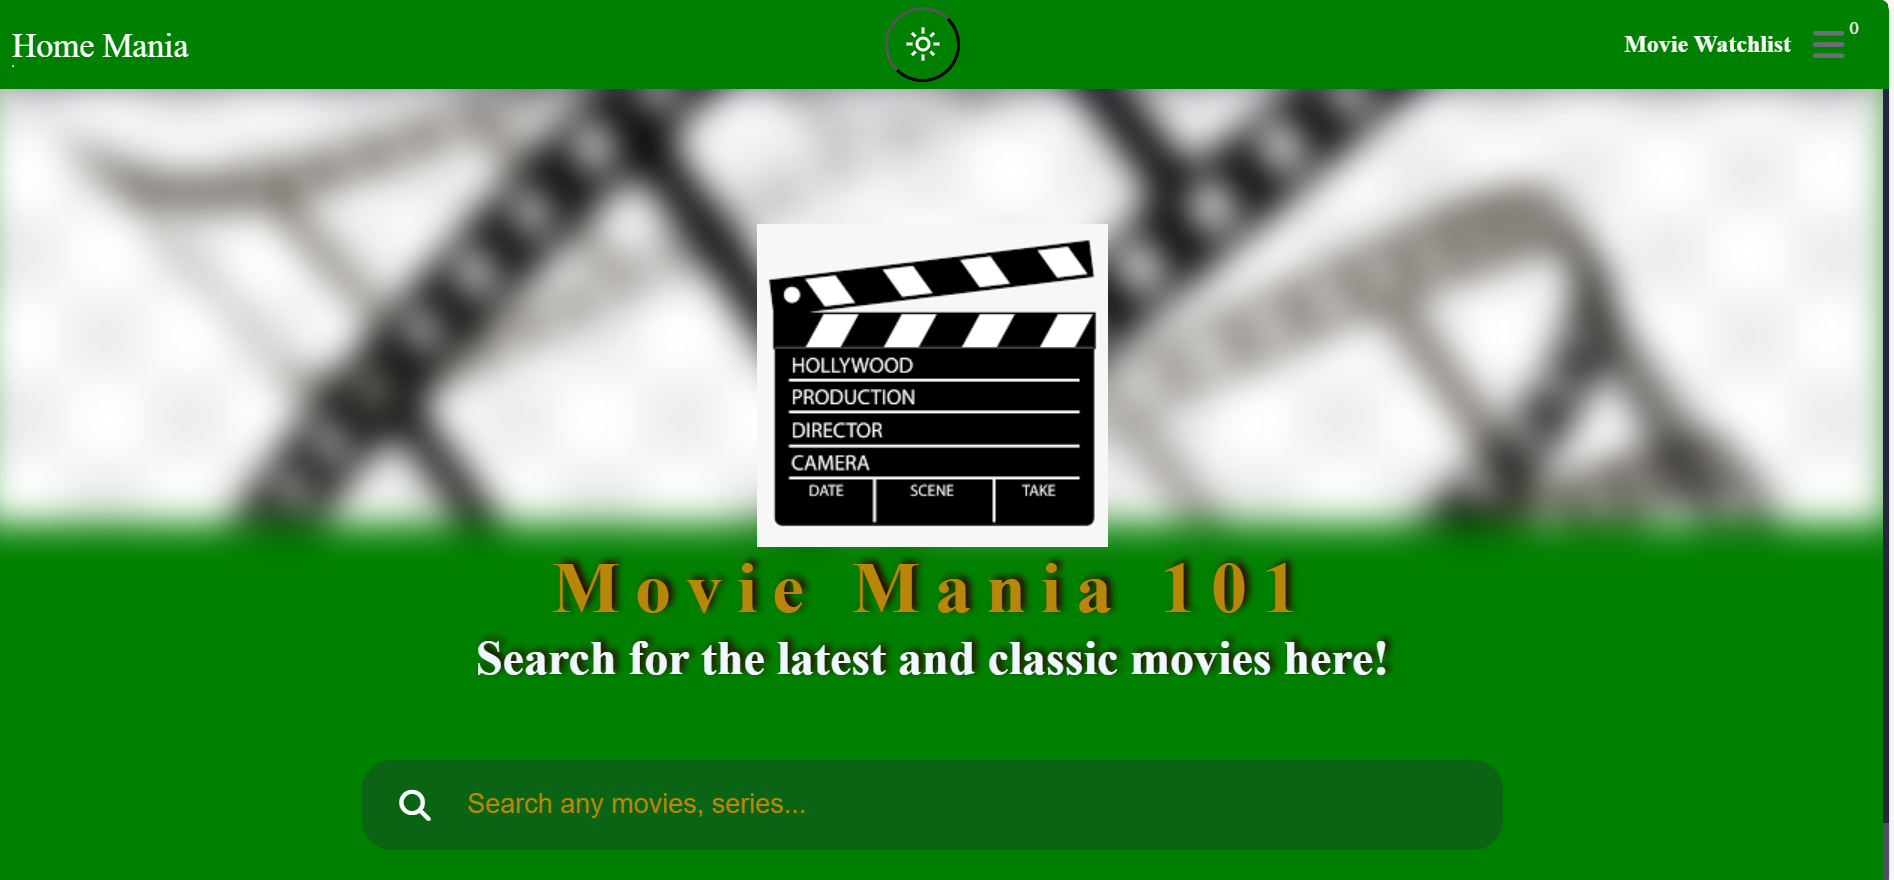 Home Mania
Movie Watchlist
0
HOLLYWOOD
PRODUCTION
DIRECTOR
CAMERA
DATE SCENE TAKE
Movie Mania 101
Search for the latest and classic movies here!
Search any movies, series...